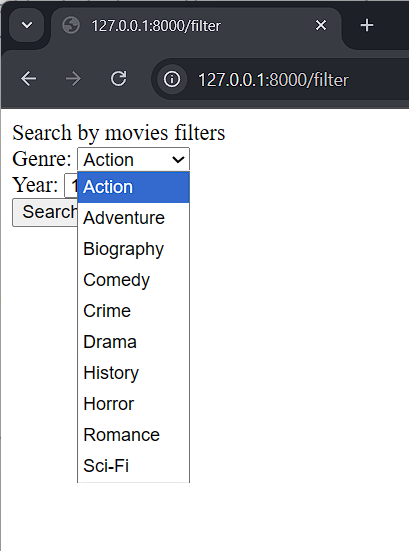 127.0.0.1:8000/filter
127.0.0.1:8000/filter
Search by movies filters
Genre: Action
Year:
Search
Action
Adventure
Biography
Comedy
Crime
Drama
History
Horror
Romance
Sci-Fi